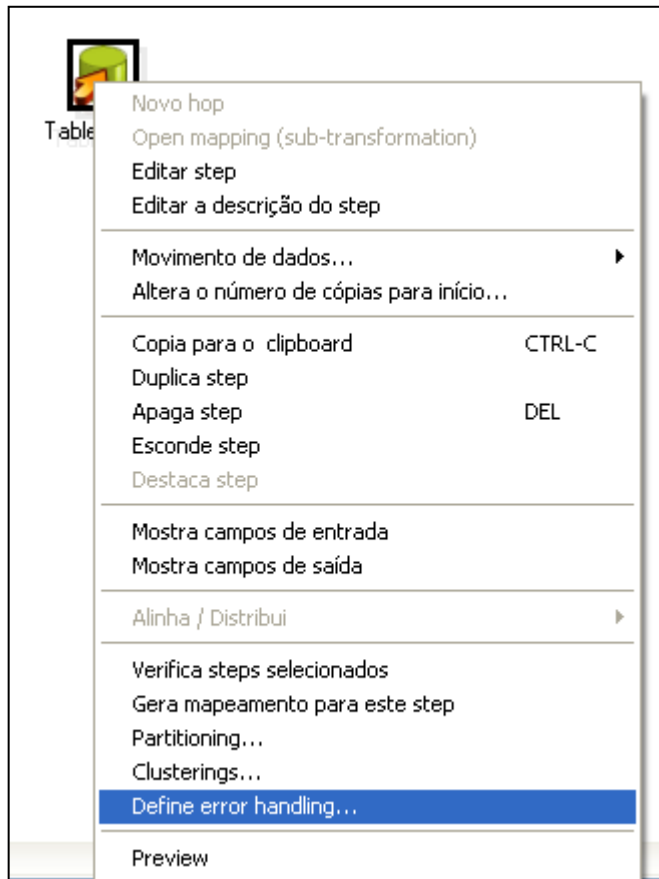 Table
Novo hop
Open mapping (sub-transformation)
Editar step
Editar a descrição do step
Movimento de dados...
Altera o número de cópias para início...
Copia para o clipboard CTRL-C
Duplica step
Apaga step DEL
Esconde step
Destaca step
Mostra campos de entrada
Mostra campos de saída
Alinha / Distribui
Verifica steps selecionados
Gera mapeamento para este step
Partitioning...
Clusterings...
Define error handling...
Preview